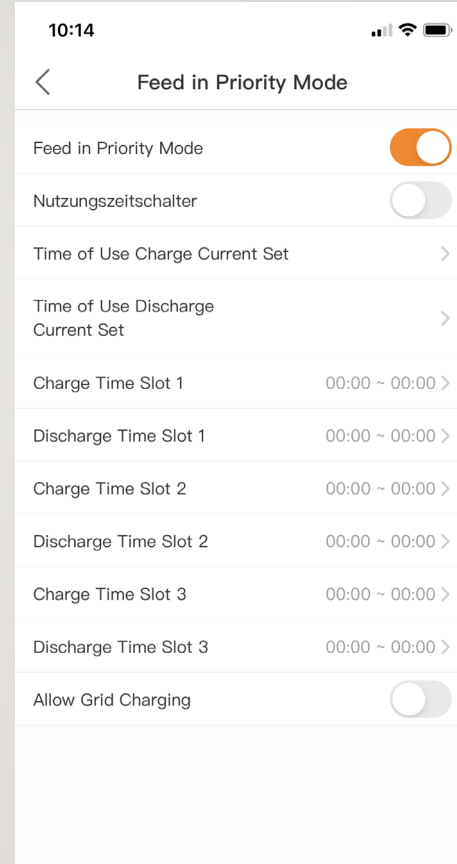 10:14
Feed in Priority Mode
Feed in Priority Mode
Nutzungszeitschalter
Time of Use Charge Current Set
Time of Use Discharge
Current Set
Charge Time Slot 1 00:00 ~ 00:00
Discharge Time Slot 1 00:00 ~ 00:00
Charge Time Slot 2 00:00 ~ 00:00
Discharge Time Slot 2 00:00 ~ 00:00
Charge Time Slot 3 00:00 ~ 00:00
Discharge Time Slot 3 00:00 ~ 00:00
Allow Grid Charging